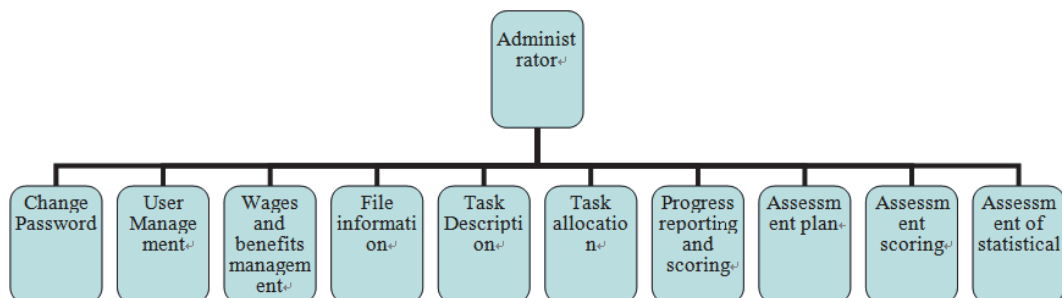 Administ
rator↵
Change
Password
User
Manage
ment↵
Wages
and
benefits
managem
ent↵
File
informati
on↵
Task
Descripti
on↵
Task
allocatio
n↵
Progress
reporting
and
scoring↵
Assessm
ent plan↵
Assessm
ent
scoring↵
Assessm
ent of
statistical